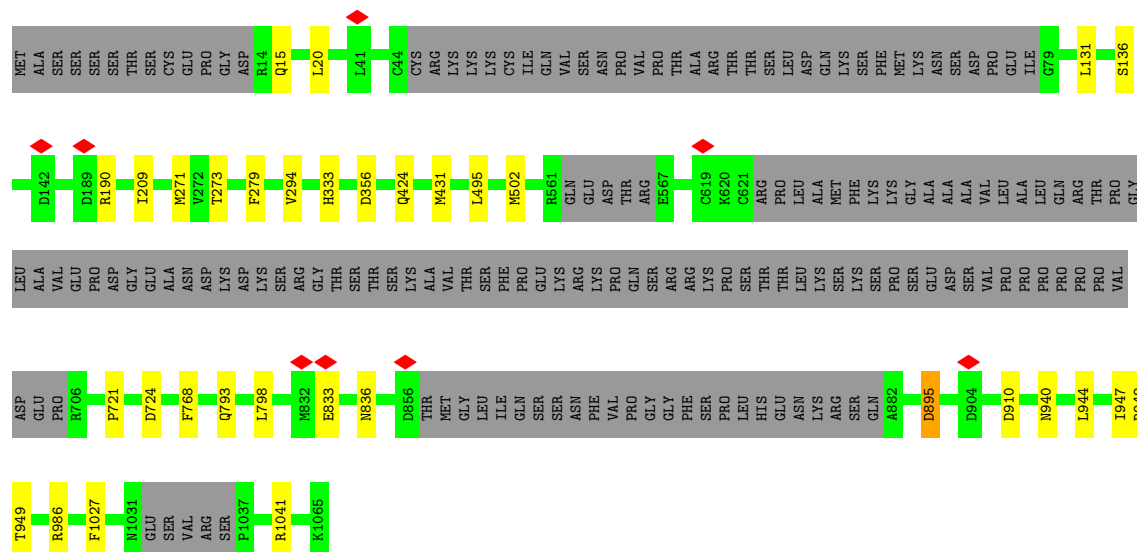 MET ALA SER SER SER SER THR SER CYS GLU PRO GLY ASP R14 Q15 L20 L41 C44 CYS ARG LYS LYS LYS CYS ILE GLN VAL SER ASN PRO VAL PRO THR ALA ARG THR THR SER LEU ASP GLN LYS SER PHE MET LYS ASN SER ASP PRO GLU ILE G79 L131 S136
D142 D189 R190 I209 M271 V272 T273 F279 V294 H333 D356 Q424 M431 L495 M502 R561 GLN GLU ASP THR ARG E567 C619 K620 C621 ARG PRO LEU ALA MET PHE LYS LYS GLY ALA ALA ALA VAL LEU ALA LEU GLN ARG THR PRO GLY
LEU ALA VAL GLU PRO ASP GLY GLU ALA ASN ASP LYS ASP LYS SER ARG GLY THR SER THR SER LYS ALA VAL THR SER PHE PRO GLU LYS ARG LYS PRO GLN SER ARG ARG LYS PRO SER THR THR LEU LYS SER LYS SER PRO SER GLU ASP SER VAL PRO PRO PRO PRO PRO PRO VAL
ASP GLU PRO R706 P721 D724 F768 Q793 L798 M832 E833 N836 D856 THR MET GLY LEU ILE GLN SER SER ASN PHE VAL PRO GLY GLY PHE SER PRO LEU HIS GLU ASN LYS ARG SER GLN A882 D895 D904 D910 N940 L944 I947
T949 R986 F1027 N1031 GLU SER VAL ARG SER P1037 R1041 K1065